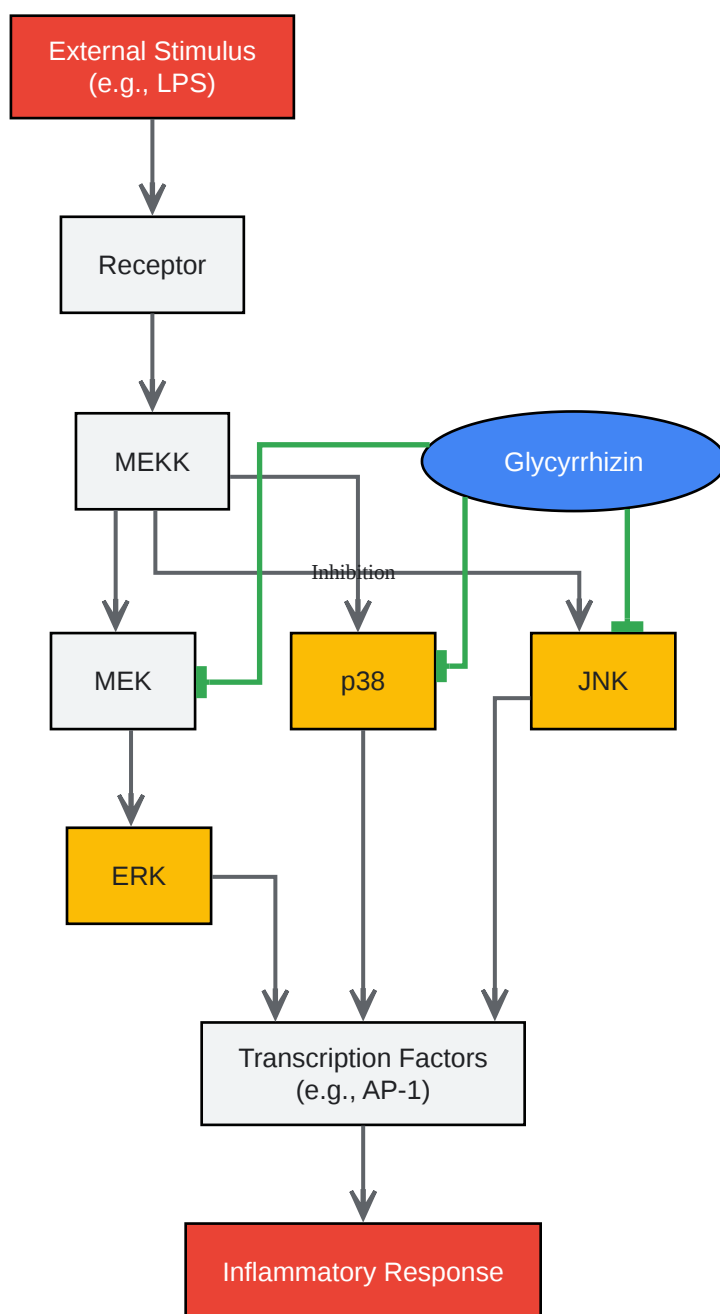 External Stimulus
(e.g., LPS)
Receptor
MEKK
Glycyrrhizin
Inhibition
MEK
p38
JNK
ERK
Transcription Factors
(e.g., AP-1)
Inflammatory Response